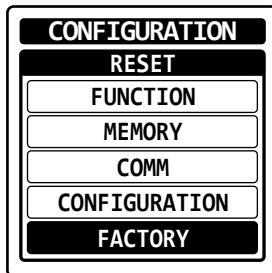 CONFIGURATION
RESET
FUNCTION
MEMORY
COMM
CONFIGURATION
FACTORY